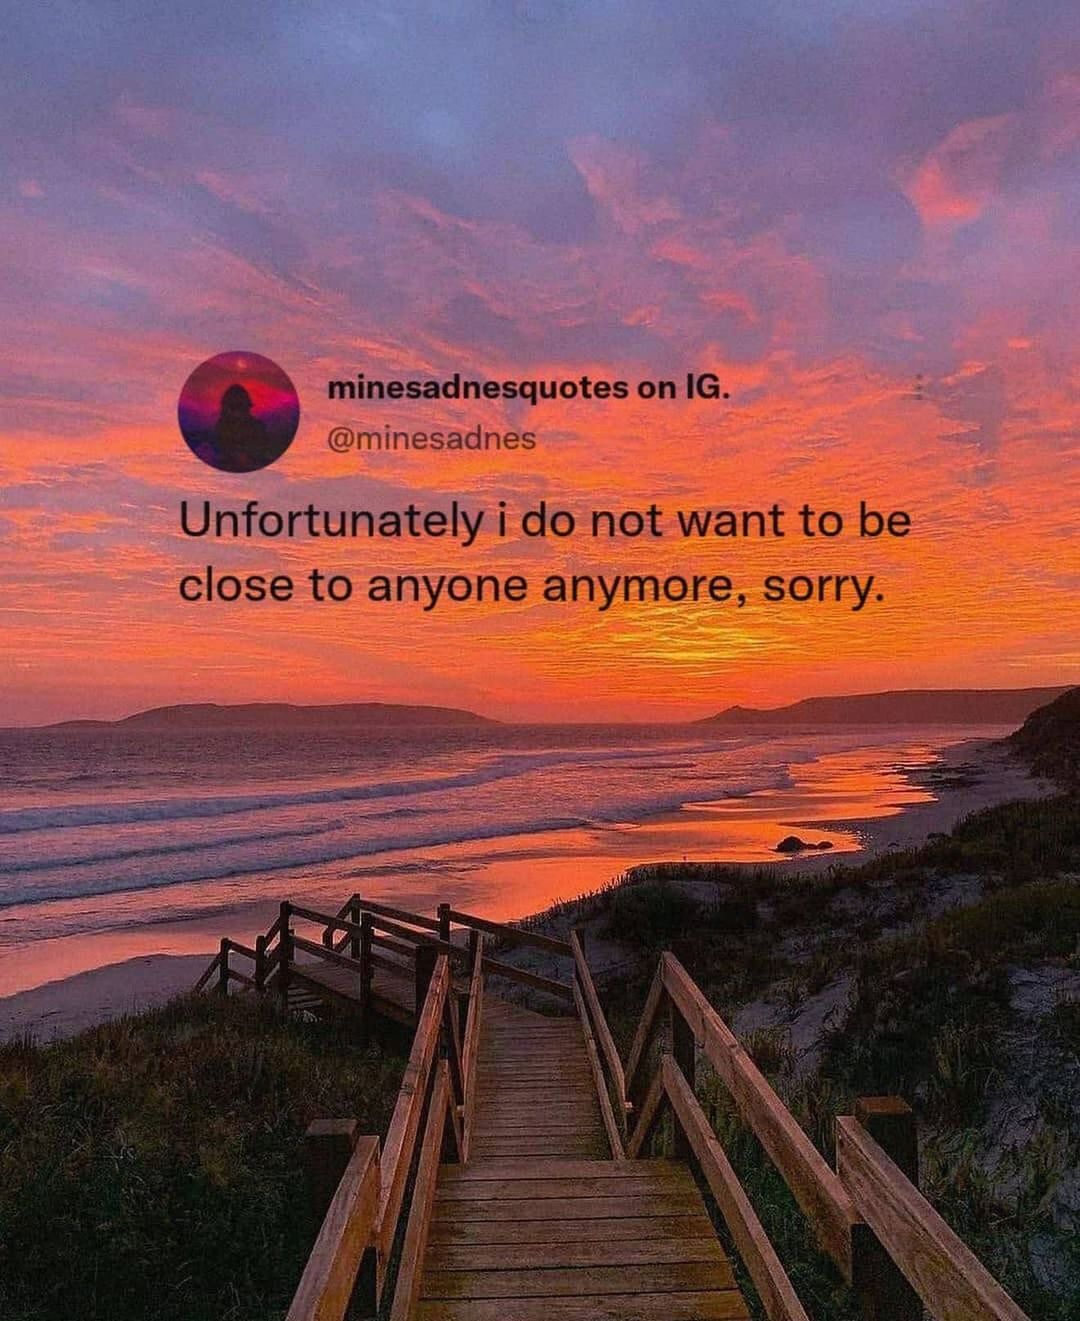 minesadnesquotes on IG.
@minesadnes
Unfortunately i do not want to be
close to anyone anymore, sorry.